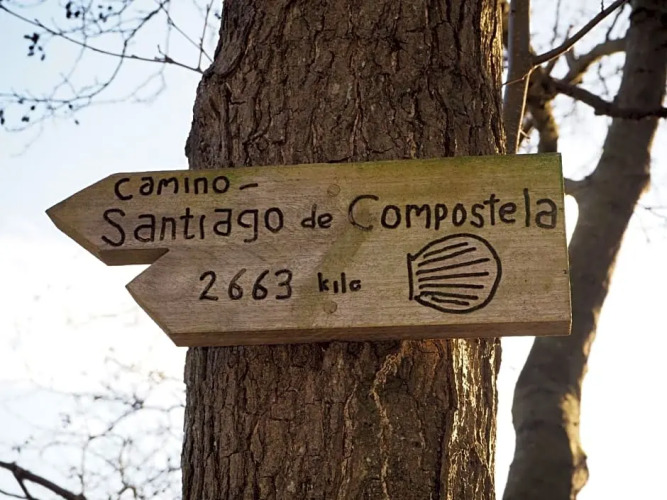 Camino-
Santiago de Compostela
2663 kilo